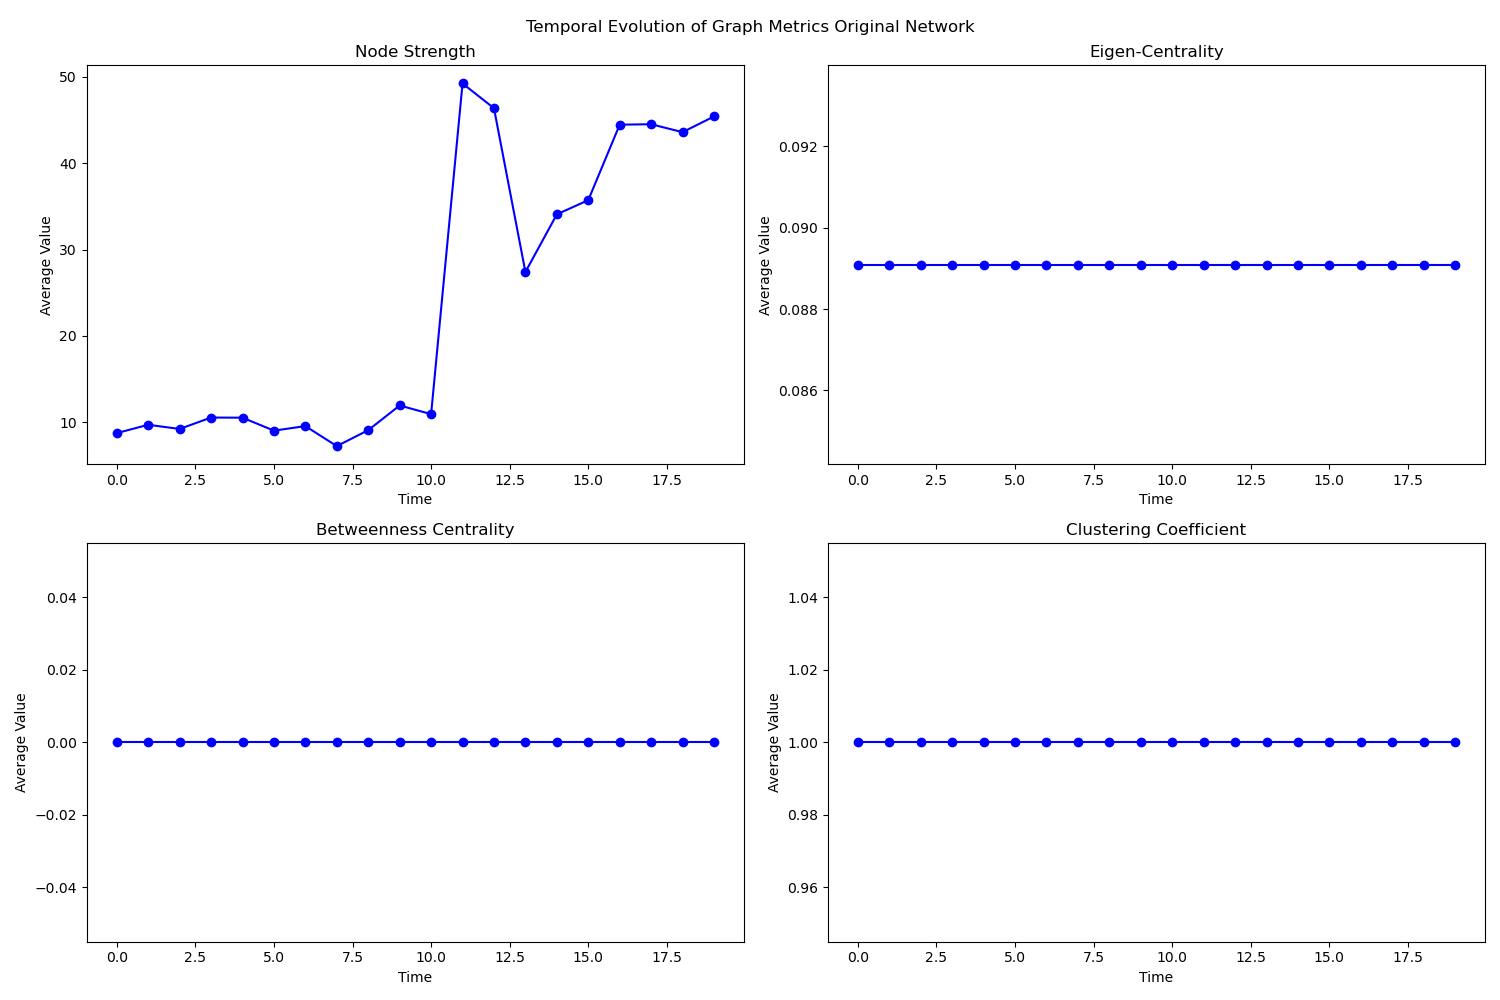 Temporal Evolution of Graph Metrics Original Network
Node Strength
Average Value
50
40
30
20
10
0.0 2.5 5.0 7.5 10.0 12.5 15.0 17.5
Time
Eigen-Centrality
Average Value
0.092
0.090
0.088
0.086
0.0 2.5 5.0 7.5 10.0 12.5 15.0 17.5
Time
Betweenness Centrality
Average Value
0.04
0.02
0.00
−0.02
−0.04
0.0 2.5 5.0 7.5 10.0 12.5 15.0 17.5
Time
Clustering Coefficient
Average Value
1.04
1.02
1.00
0.98
0.96
0.0 2.5 5.0 7.5 10.0 12.5 15.0 17.5
Time